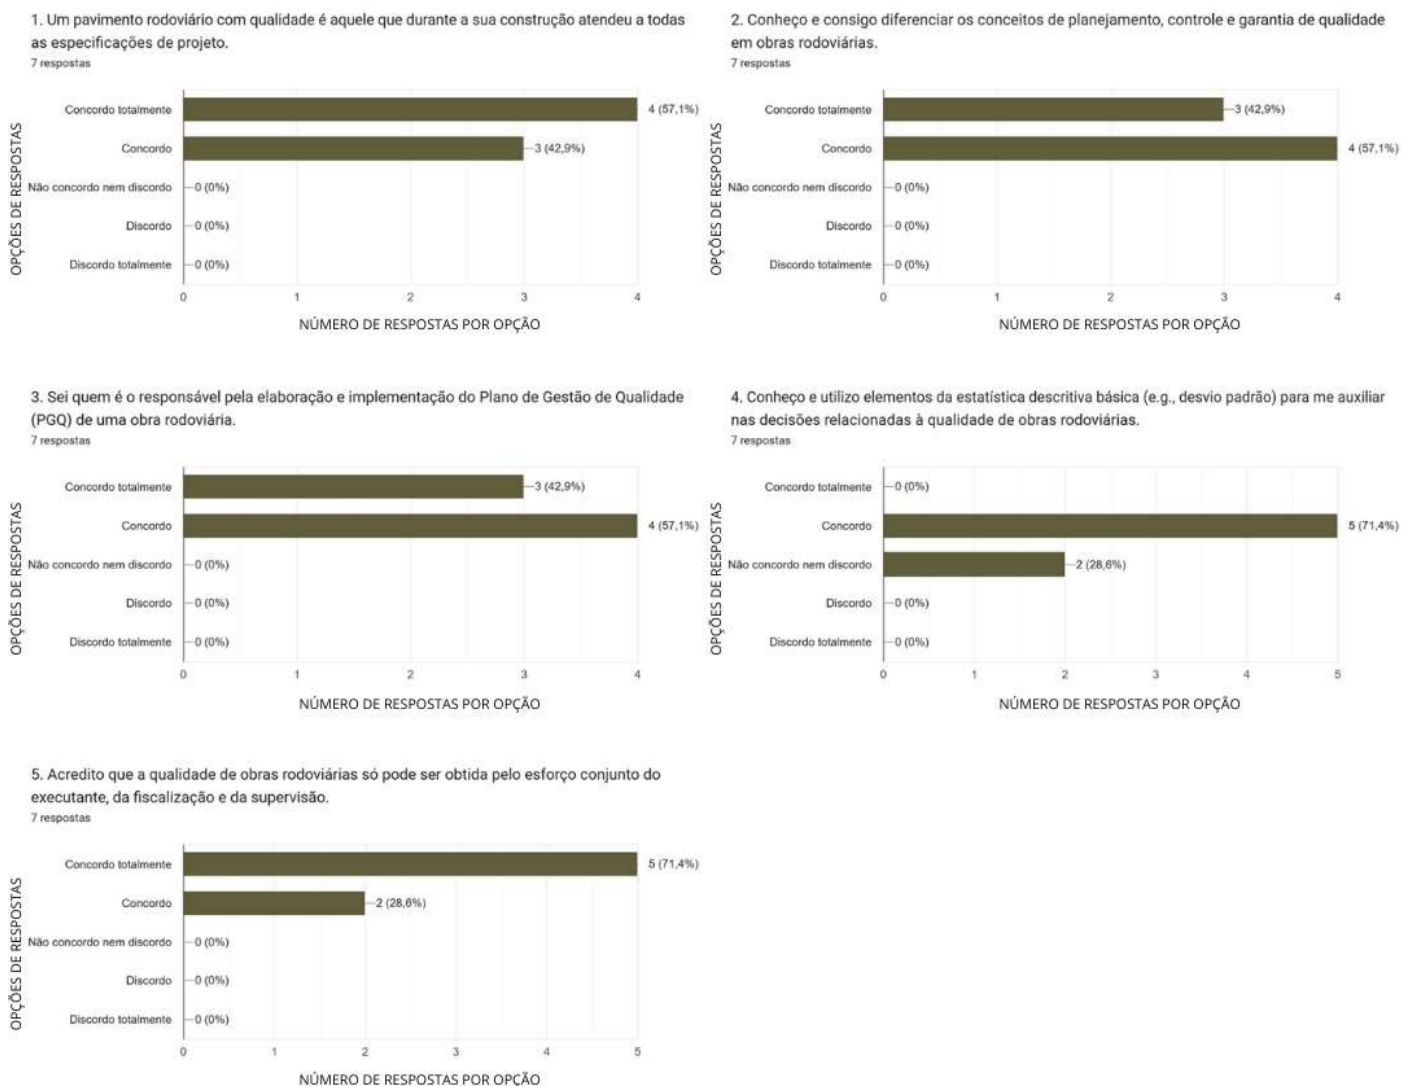 1. Um pavimento rodoviário com qualidade é aquele que durante a sua construção atendeu a todas
as especificações de projeto.
7 respostas
OPÇÕES DE RESPOSTAS
Concordo totalmente
4 (57,1%)
Concordo
3 (42,9%)
Não concordo nem discordo
0 (0%)
Discordo
0 (0%)
Discordo totalmente
0 (0%)
0 1 2 3 4
NÚMERO DE RESPOSTAS POR OPÇÃO
2. Conheço e consigo diferenciar os conceitos de planejamento, controle e garantia de qualidade
em obras rodoviárias.
7 respostas
OPÇÕES DE RESPOSTAS
Concordo totalmente
3 (42,9%)
Concordo
4 (57,1%)
Não concordo nem discordo
0 (0%)
Discordo
0 (0%)
Discordo totalmente
0 (0%)
0 1 2 3 4
NÚMERO DE RESPOSTAS POR OPÇÃO
3. Sei quem é o responsável pela elaboração e implementação do Plano de Gestão de Qualidade
(PGQ) de uma obra rodoviária.
7 respostas
OPÇÕES DE RESPOSTAS
Concordo totalmente
3 (42,9%)
Concordo
4 (57,1%)
Não concordo nem discordo
0 (0%)
Discordo
0 (0%)
Discordo totalmente
0 (0%)
0 1 2 3 4
NÚMERO DE RESPOSTAS POR OPÇÃO
4. Conheço e utilizo elementos da estatística descritiva básica (e.g., desvio padrão) para me auxiliar
nas decisões relacionadas à qualidade de obras rodoviárias.
7 respostas
OPÇÕES DE RESPOSTAS
Concordo totalmente
0 (0%)
Concordo
5 (71,4%)
Não concordo nem discordo
2 (28,6%)
Discordo
0 (0%)
Discordo totalmente
0 (0%)
0 1 2 3 4 5
NÚMERO DE RESPOSTAS POR OPÇÃO
5. Acredito que a qualidade de obras rodoviárias só pode ser obtida pelo esforço conjunto do
executante, da fiscalização e da supervisão.
7 respostas
OPÇÕES DE RESPOSTAS
Concordo totalmente
5 (71,4%)
Concordo
2 (28,6%)
Não concordo nem discordo
0 (0%)
Discordo
0 (0%)
Discordo totalmente
0 (0%)
0 1 2 3 4 5
NÚMERO DE RESPOSTAS POR OPÇÃO